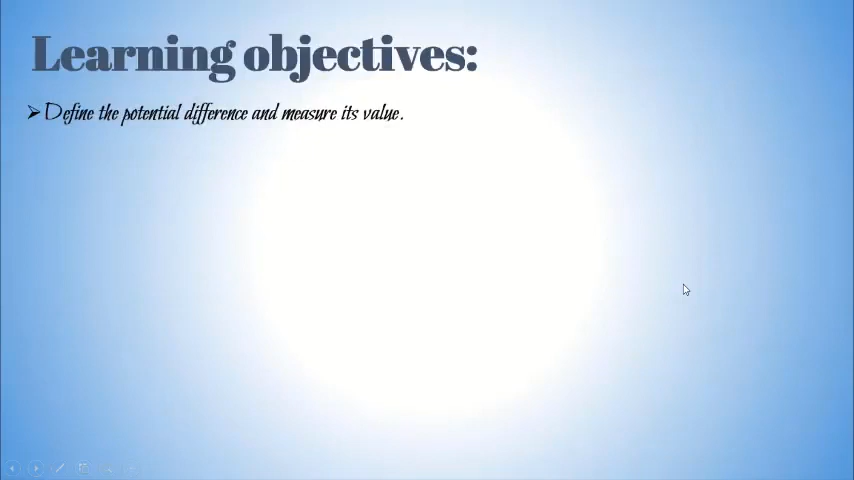 Learning objectives:
➢Define the potential difference and measure its value.